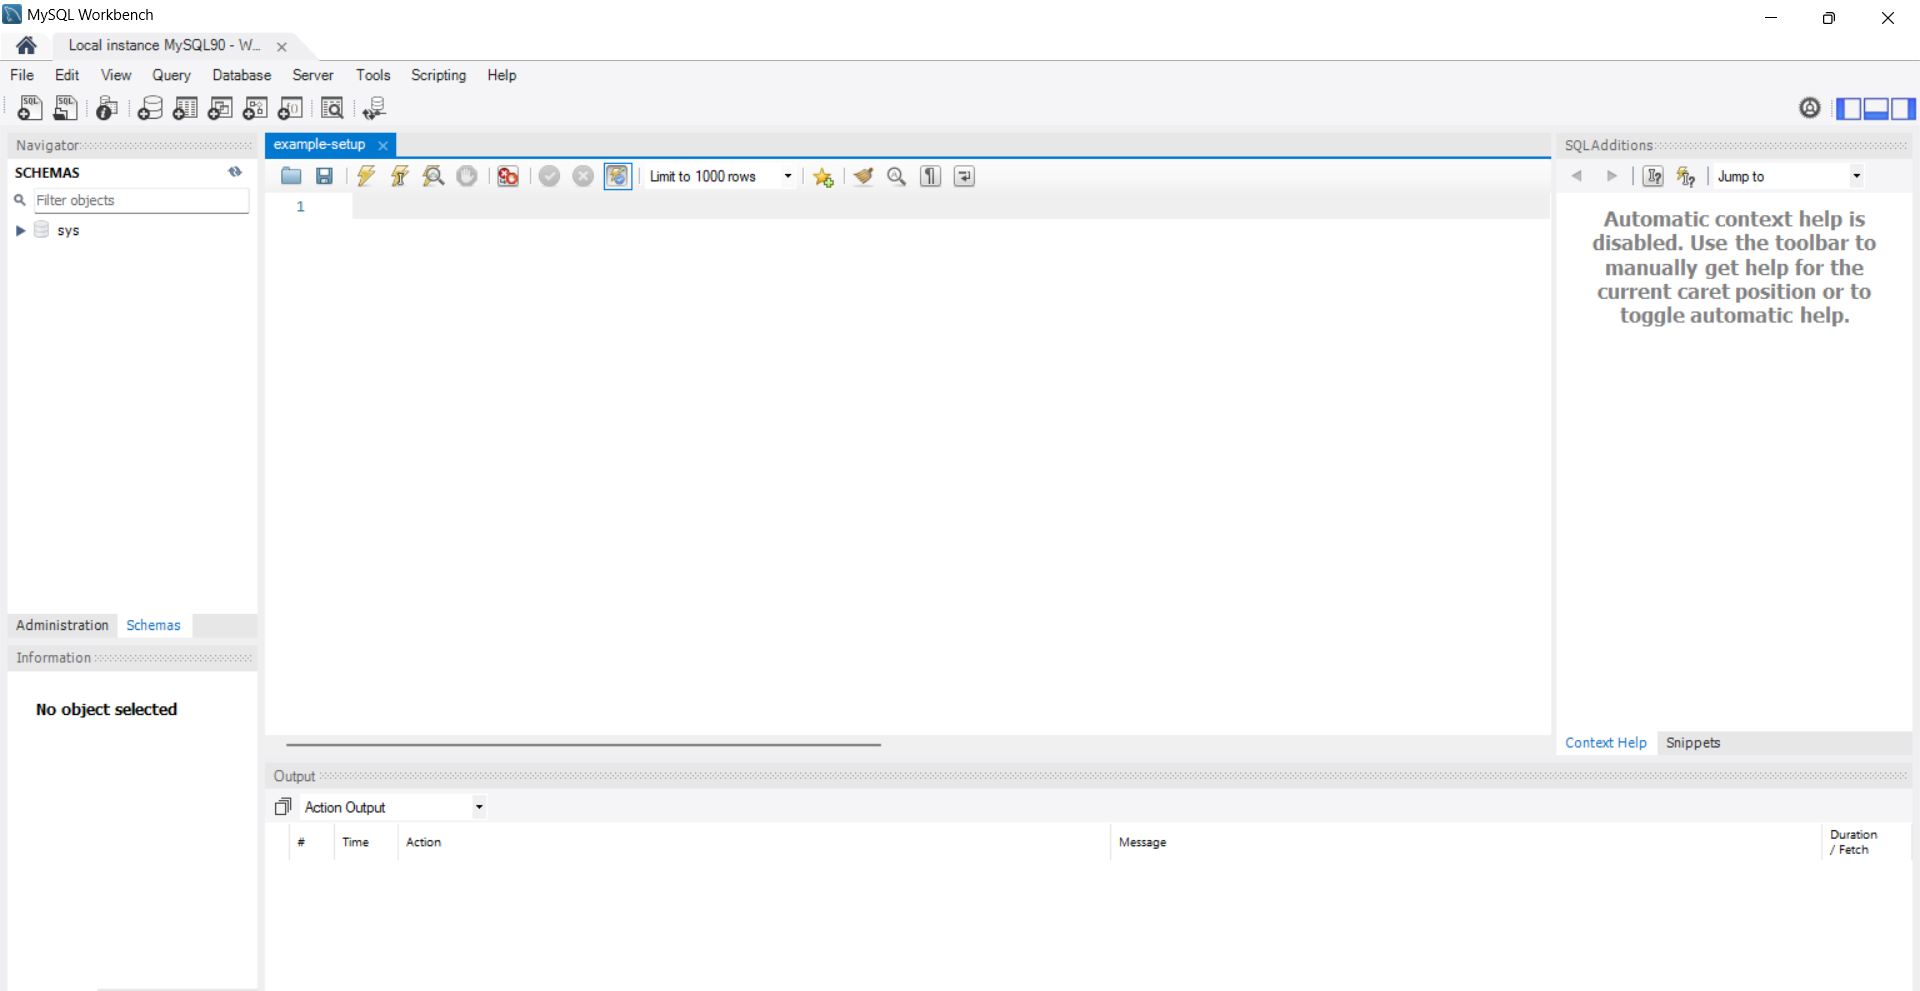 MySQL Workbench
Local instance MySQL90 - W...
File Edit View Query Database Server Tools Scripting Help
Navigator
SCHEMAS
Filter objects
sys
Administration Schemas
Information
No object selected
example-setup
Limit to 1000 rows
1
SQLAdditions
Jump to
Automatic context help is
disabled. Use the toolbar to
manually get help for the
current caret position or to
toggle automatic help.
Context Help Snippets
Output
Action Output
# Time Action Message Duration
/ Fetch